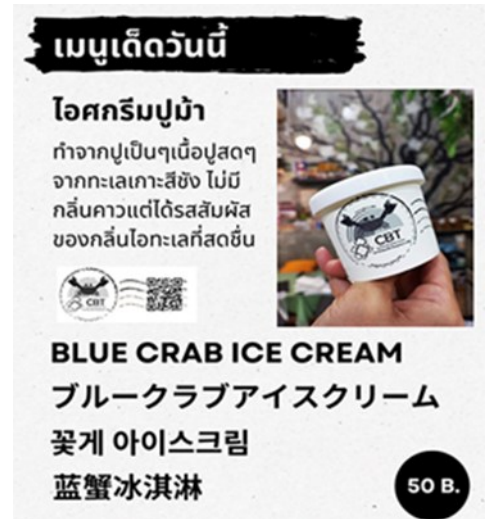 เมนูเด็ดวันนี้
ไอศกรีมปูม้า
ทำจากปูเป็นๆเนื้อปูสดๆ
จากทะเลเกาะสีชัง ไม่มี
กลิ่นคาวแต่ได้รสสัมผัส
ของกลิ่นไอทะเลที่สดชื่น
CBT
CBT
BLUE CRAB ICE CREAM
ブルークラブアイスクリーム
꽃게 아이스크림
蓝蟹冰淇淋
50 B.